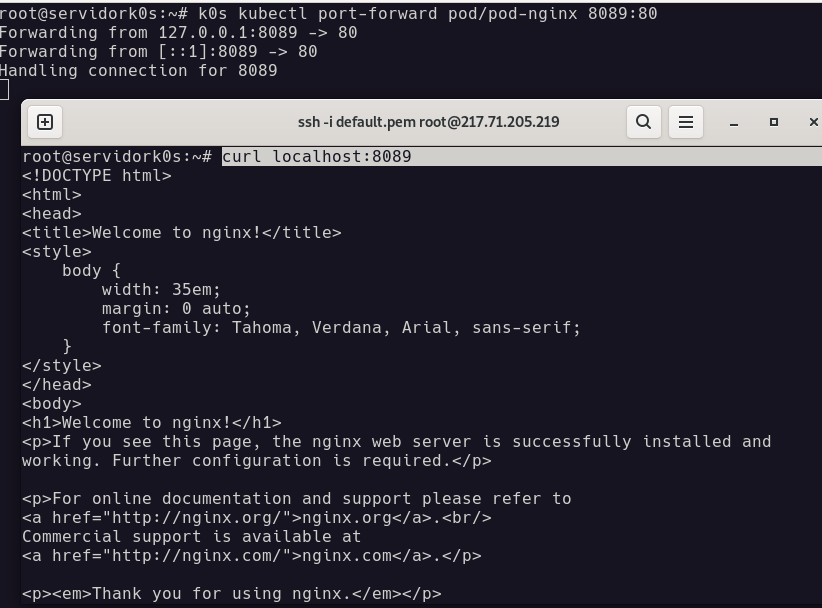 root@servidork0s:~# k0s kubectl port-forward pod/pod-nginx 8089:80
Forwarding from 127.0.0.1:8089 -> 80
Forwarding from [::1]:8089 -> 80
Handling connection for 8089
ssh -i default.pem root@217.71.205.219
root@servidork0s:~# curl localhost:8089
<!DOCTYPE html>
<html>
<head>
<title>Welcome to nginx!</title>
<style>
    body {
        width: 35em;
        margin: 0 auto;
        font-family: Tahoma, Verdana, Arial, sans-serif;
    }
</style>
</head>
<body>
<h1>Welcome to nginx!</h1>
<p>If you see this page, the nginx web server is successfully installed and
working. Further configuration is required.</p>

<p>For online documentation and support please refer to
<a href="http://nginx.org/">nginx.org</a>.<br/>
Commercial support is available at
<a href="http://nginx.com/">nginx.com</a>.</p>

<p><em>Thank you for using nginx.</em></p>